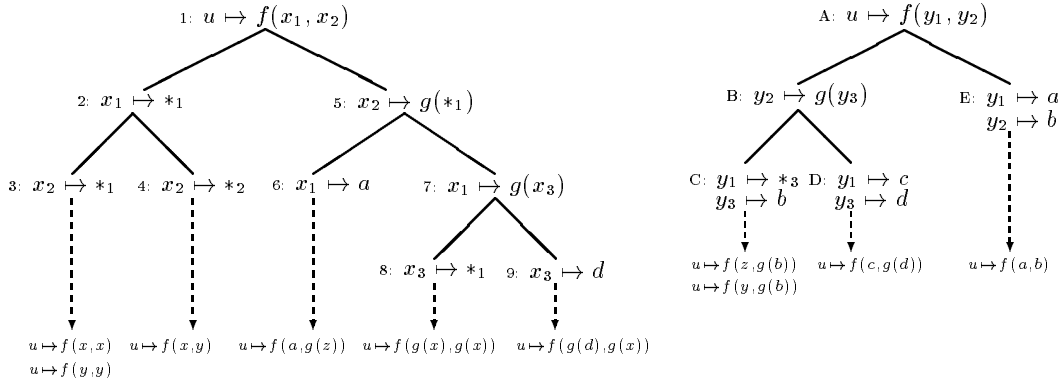 1: u ↦ f(x₁, x₂)
2: x₁ ↦ *₁
5: x₂ ↦ g(*₁)
3: x₂ ↦ *₁
4: x₂ ↦ *₂
6: x₁ ↦ a
7: x₁ ↦ g(x₃)
8: x₃ ↦ *₁
9: x₃ ↦ d
u↦f(x,x)
u↦f(y,y)
u↦f(x,y)
u↦f(a,g(z))
u↦f(g(x),g(x))
u↦f(g(d),g(x))
A: u ↦ f(y₁, y₂)
B: y₂ ↦ g(y₃)
E: y₁ ↦ a
y₂ ↦ b
C: y₁ ↦ *₃
y₃ ↦ b
D: y₁ ↦ c
y₃ ↦ d
u↦f(z,g(b))
u↦f(y,g(b))
u↦f(c,g(d))
u↦f(a,b)